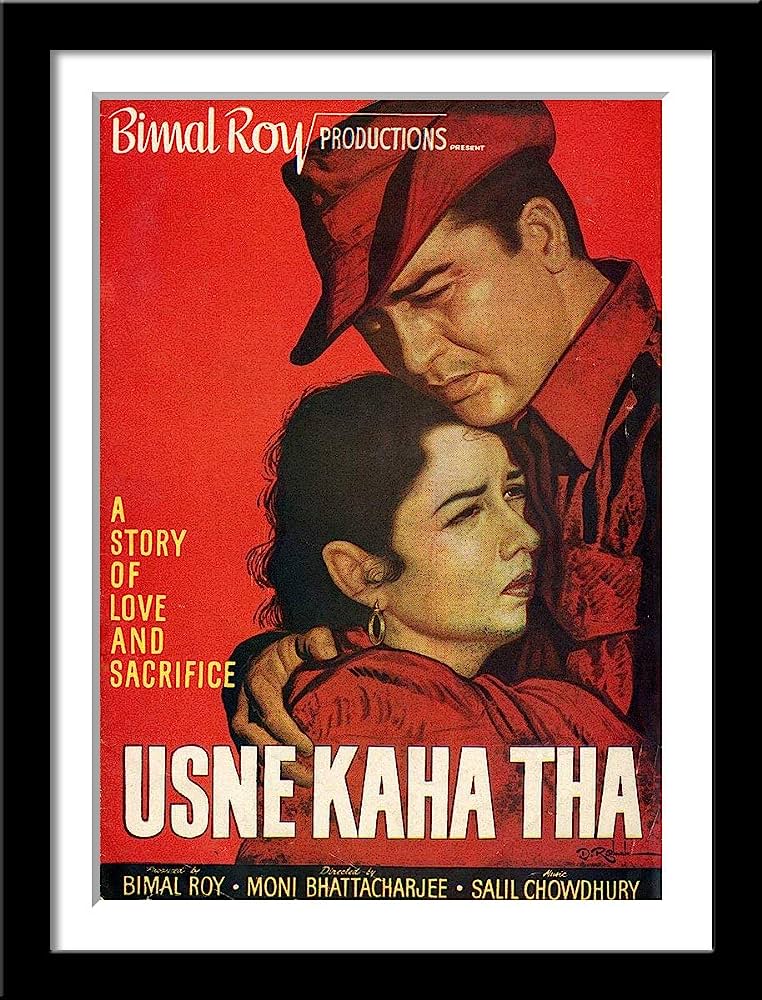 Bimal Roy PRODUCTIONS PRESENT
A
STORY
OF
LOVE
AND
SACRIFICE
USNE KAHA THA
Produced by Directed by Music
BIMAL ROY · MONI BHATTACHARJEE · SALIL CHOWDHURY